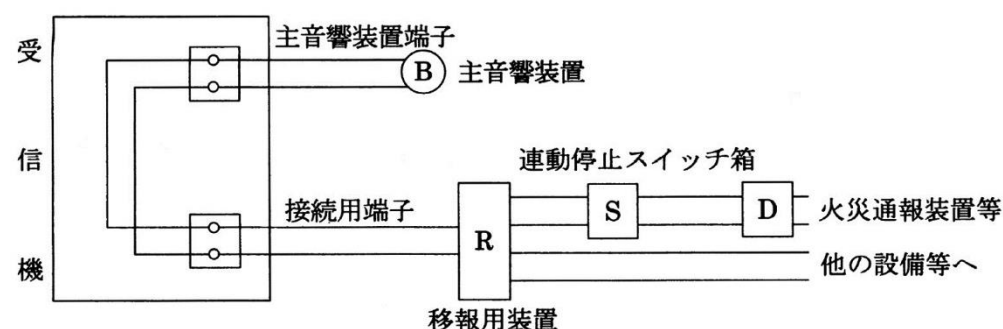 受信機
主音響装置端子
B
主音響装置
連動停止スイッチ箱
接続用端子
R
S
D
火災通報装置等
他の設備等へ
移報用装置